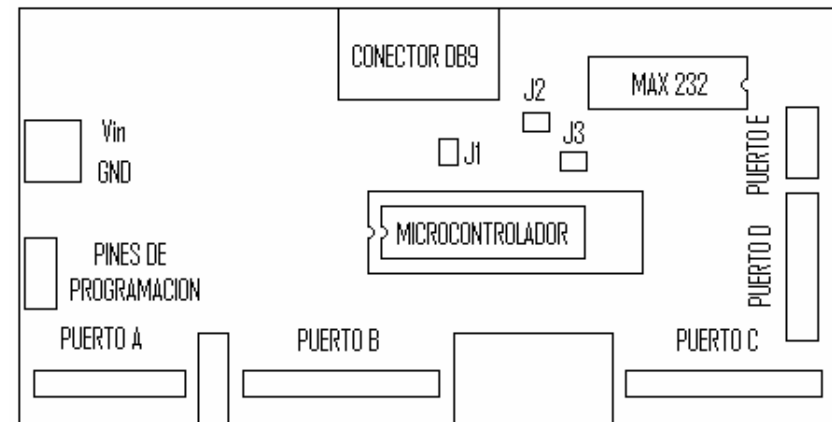 CONECTOR DB9
MAX 232
J2
J3
J1
Vin
GND
PUERTO E
MICROCONTROLADOR
PUERTO D
PINES DE
PROGRAMACION
PUERTO A
PUERTO B
PUERTO C